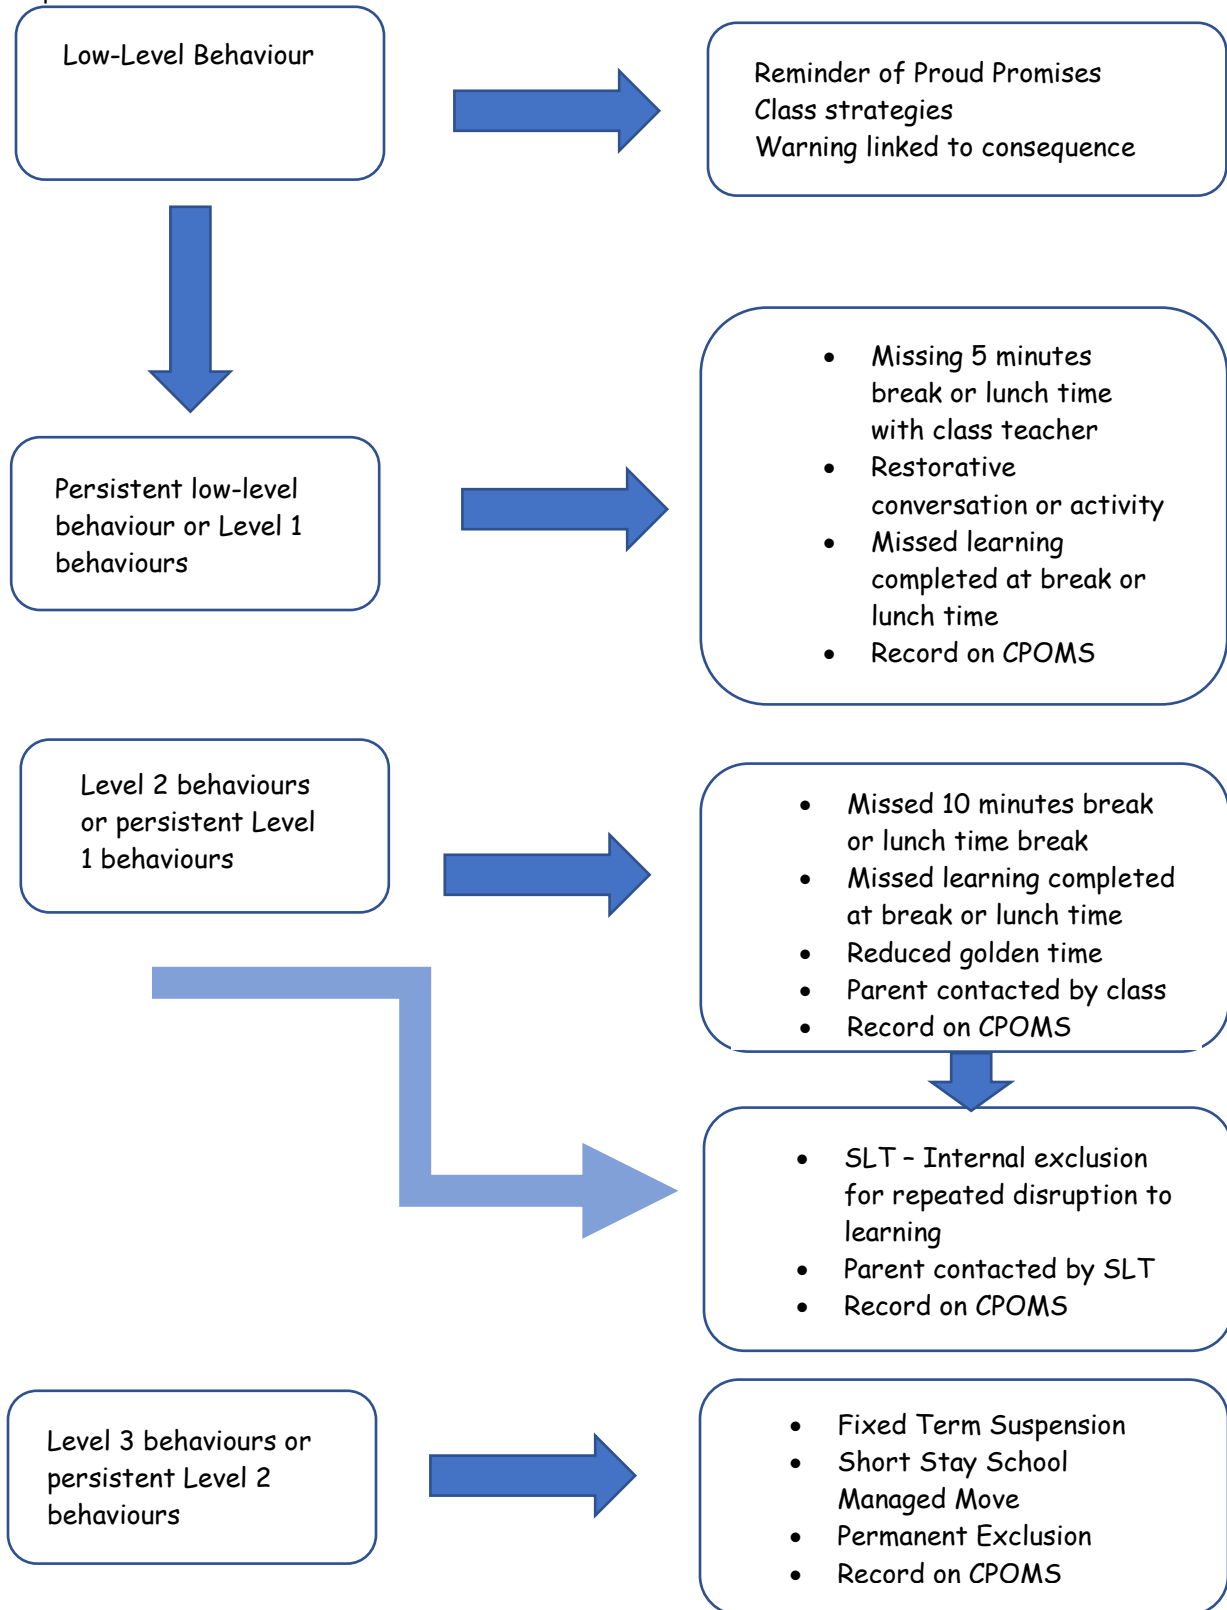 Low-Level Behaviour
Reminder of Proud Promises
Class strategies
Warning linked to consequence
• Missing 5 minutes
break or lunch time
with class teacher
• Restorative
conversation or activity
• Missed learning
completed at break or
lunch time
• Record on CPOMS
Persistent low-level
behaviour or Level 1
behaviours
Level 2 behaviours
or persistent Level
1 behaviours
• Missed 10 minutes break
or lunch time break
• Missed learning completed
at break or lunch time
• Reduced golden time
• Parent contacted by class
• Record on CPOMS
• SLT – Internal exclusion
for repeated disruption to
learning
• Parent contacted by SLT
• Record on CPOMS
Level 3 behaviours or
persistent Level 2
behaviours
• Fixed Term Suspension
• Short Stay School
Managed Move
• Permanent Exclusion
• Record on CPOMS